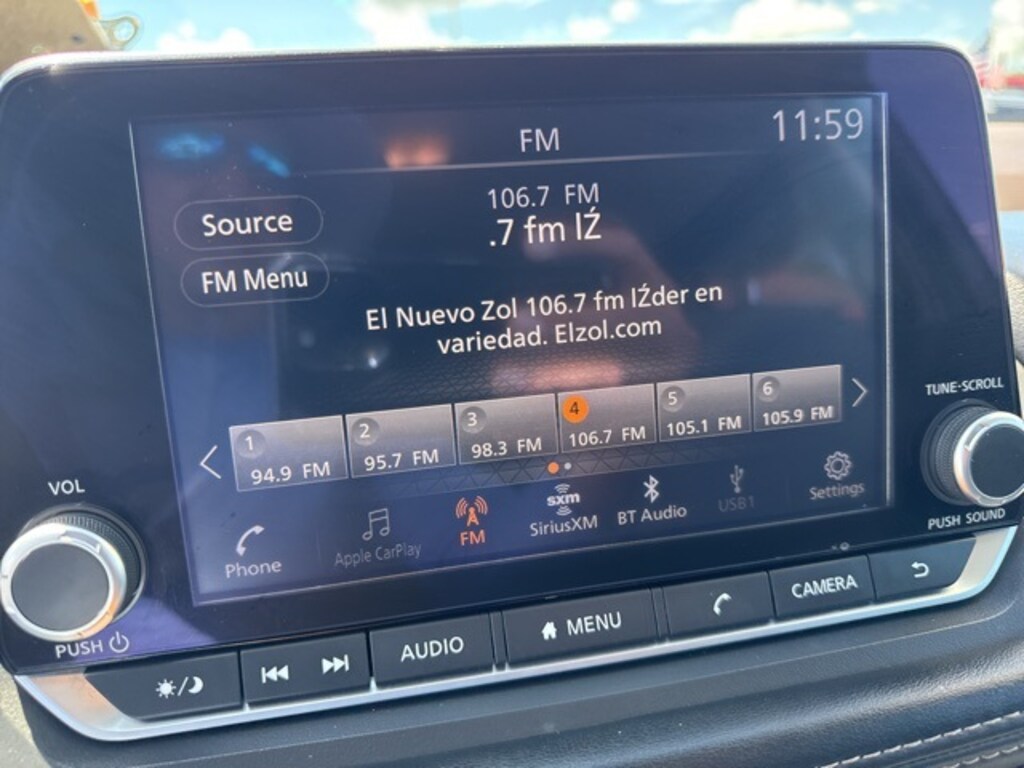 FM
11:59
106.7 FM
Source
.7 fm lŹ
FM Menu
El Nuevo Zol 106.7 fm lŹder en
variedad. Elzol.com
1
94.9 FM
2
95.7 FM
3
98.3 FM
4
106.7 FM
5
105.1 FM
6
105.9 FM
TUNE·SCROLL
VOL
Phone
Apple CarPlay
FM
sxm
SiriusXM
BT Audio
USB1
Settings
PUSH SOUND
PUSH
AUDIO
MENU
CAMERA